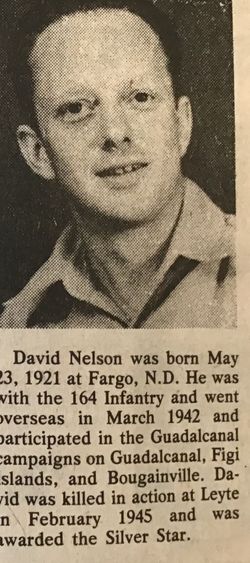 David Nelson was born May
23, 1921 at Fargo, N.D. He was
with the 164 Infantry and went
overseas in March 1942 and
participated in the Guadalcanal
campaigns on Guadalcanal, Figi
Islands, and Bougainville. Da-
vid was killed in action at Leyte
in February 1945 and was
awarded the Silver Star.